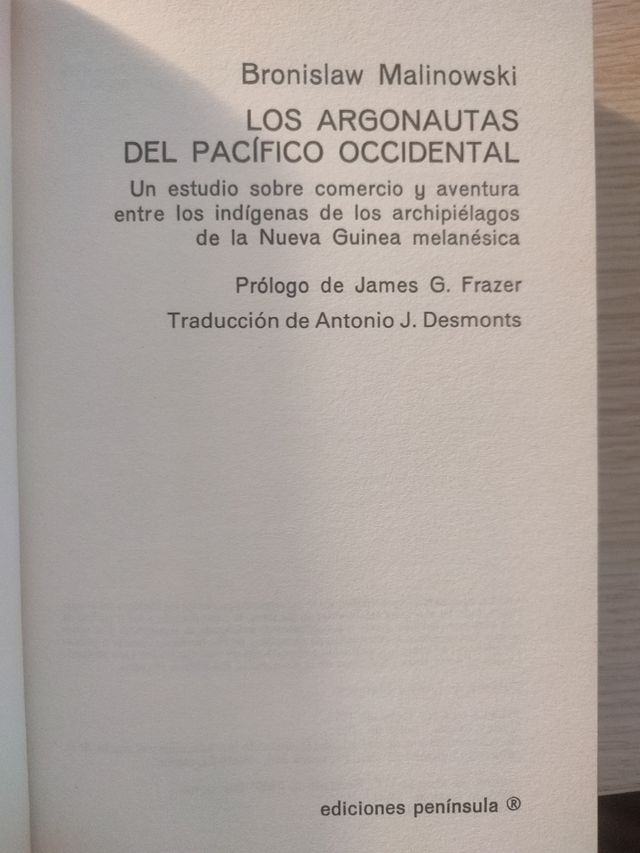 Bronislaw Malinowski
LOS ARGONAUTAS
DEL PACÍFICO OCCIDENTAL
Un estudio sobre comercio y aventura
entre los indígenas de los archipiélagos
de la Nueva Guinea melanésica
Prólogo de James G. Frazer
Traducción de Antonio J. Desmonts
ediciones península ®